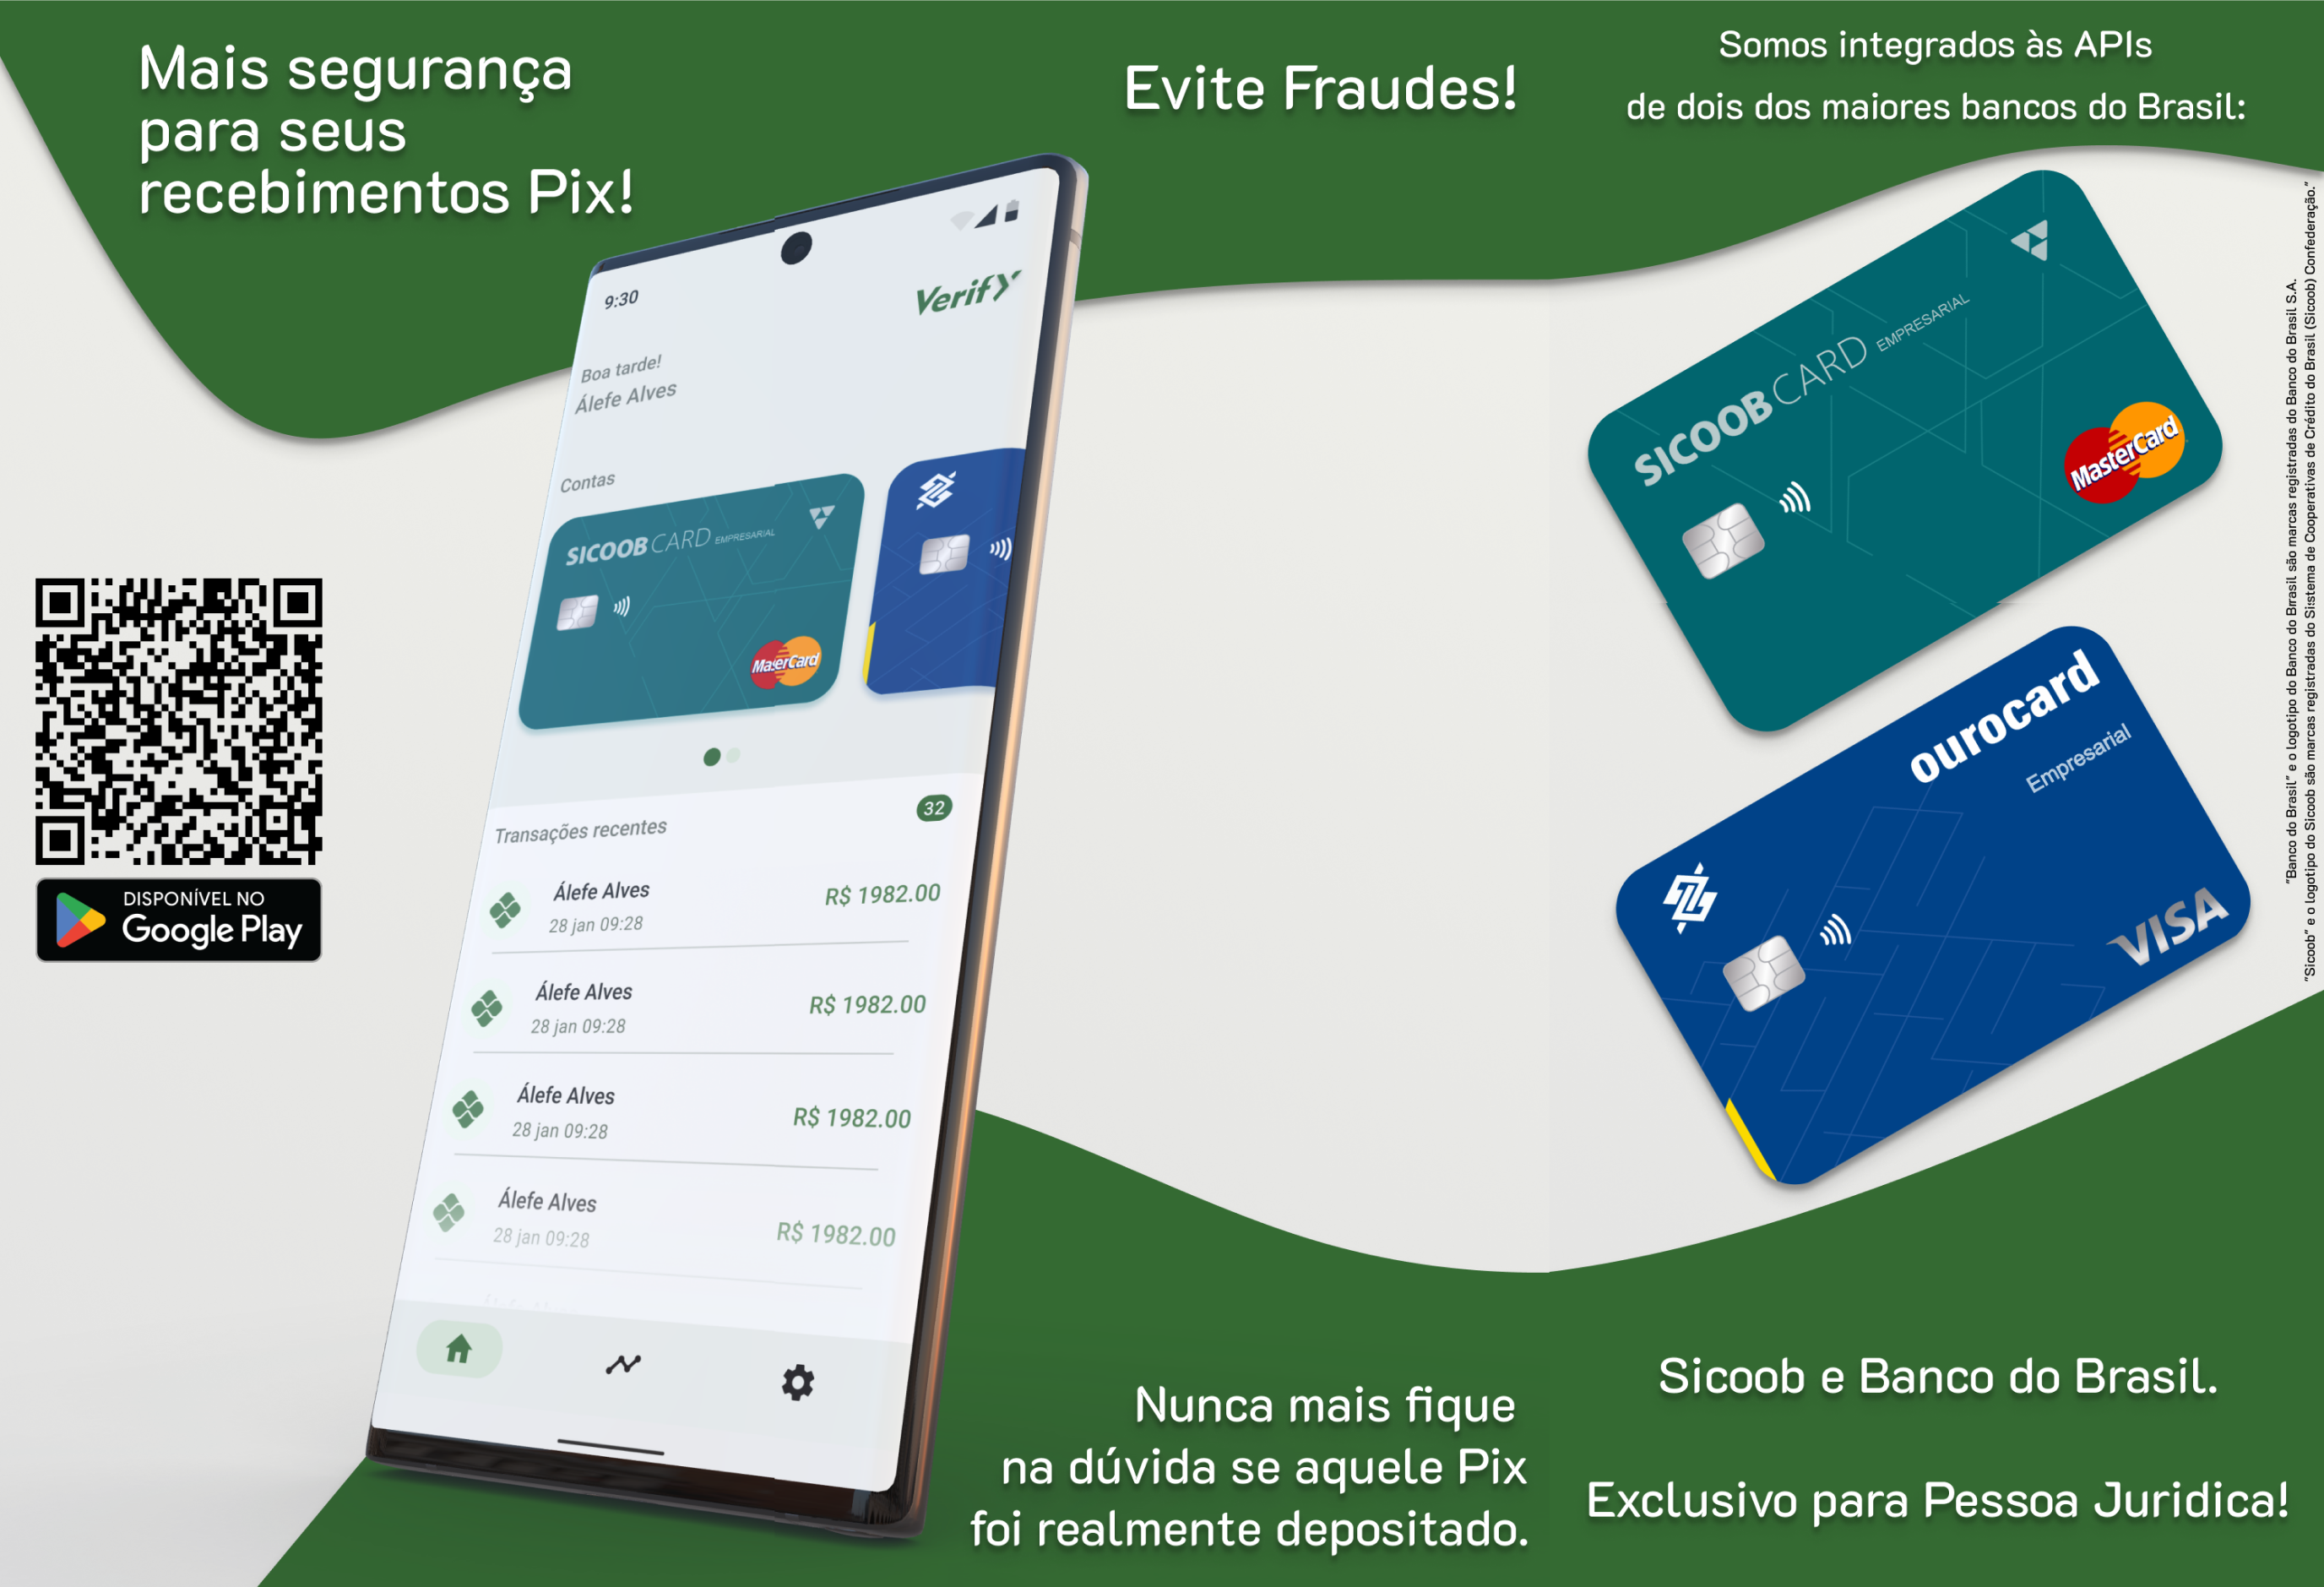 Mais segurança
para seus
recebimentos Pix!
Evite Fraudes!
Somos integrados às APIs
de dois dos maiores bancos do Brasil:
9:30
Verify
Boa tarde!
Álefe Alves
Contas
SICOOB CARD EMPRESARIAL
MaserCard
Transações recentes
32
Álefe Alves
R$ 1982.00
28 jan 09:28
Álefe Alves
R$ 1982.00
28 jan 09:28
Álefe Alves
R$ 1982.00
28 jan 09:28
Álefe Alves
R$ 1982.00
28 jan 09:28
DISPONÍVEL NO
Google Play
SICOOB CARD EMPRESARIAL
MasterCard
ourocard
Empresarial
VISA
"Banco do Brasil" e o logotipo do Banco do Brrasil são marcas registradas do Banco do Brasil S.A.
"Sicoob" e o logotipo do Sicoob são marcas registradas do Siistema de Cooperativas de Crédito do Brasil (Sicoob) Confederação."
Nunca mais fique
na dúvida se aquele Pix
foi realmente depositado.
Sicoob e Banco do Brasil.
Exclusivo para Pessoa Juridica!